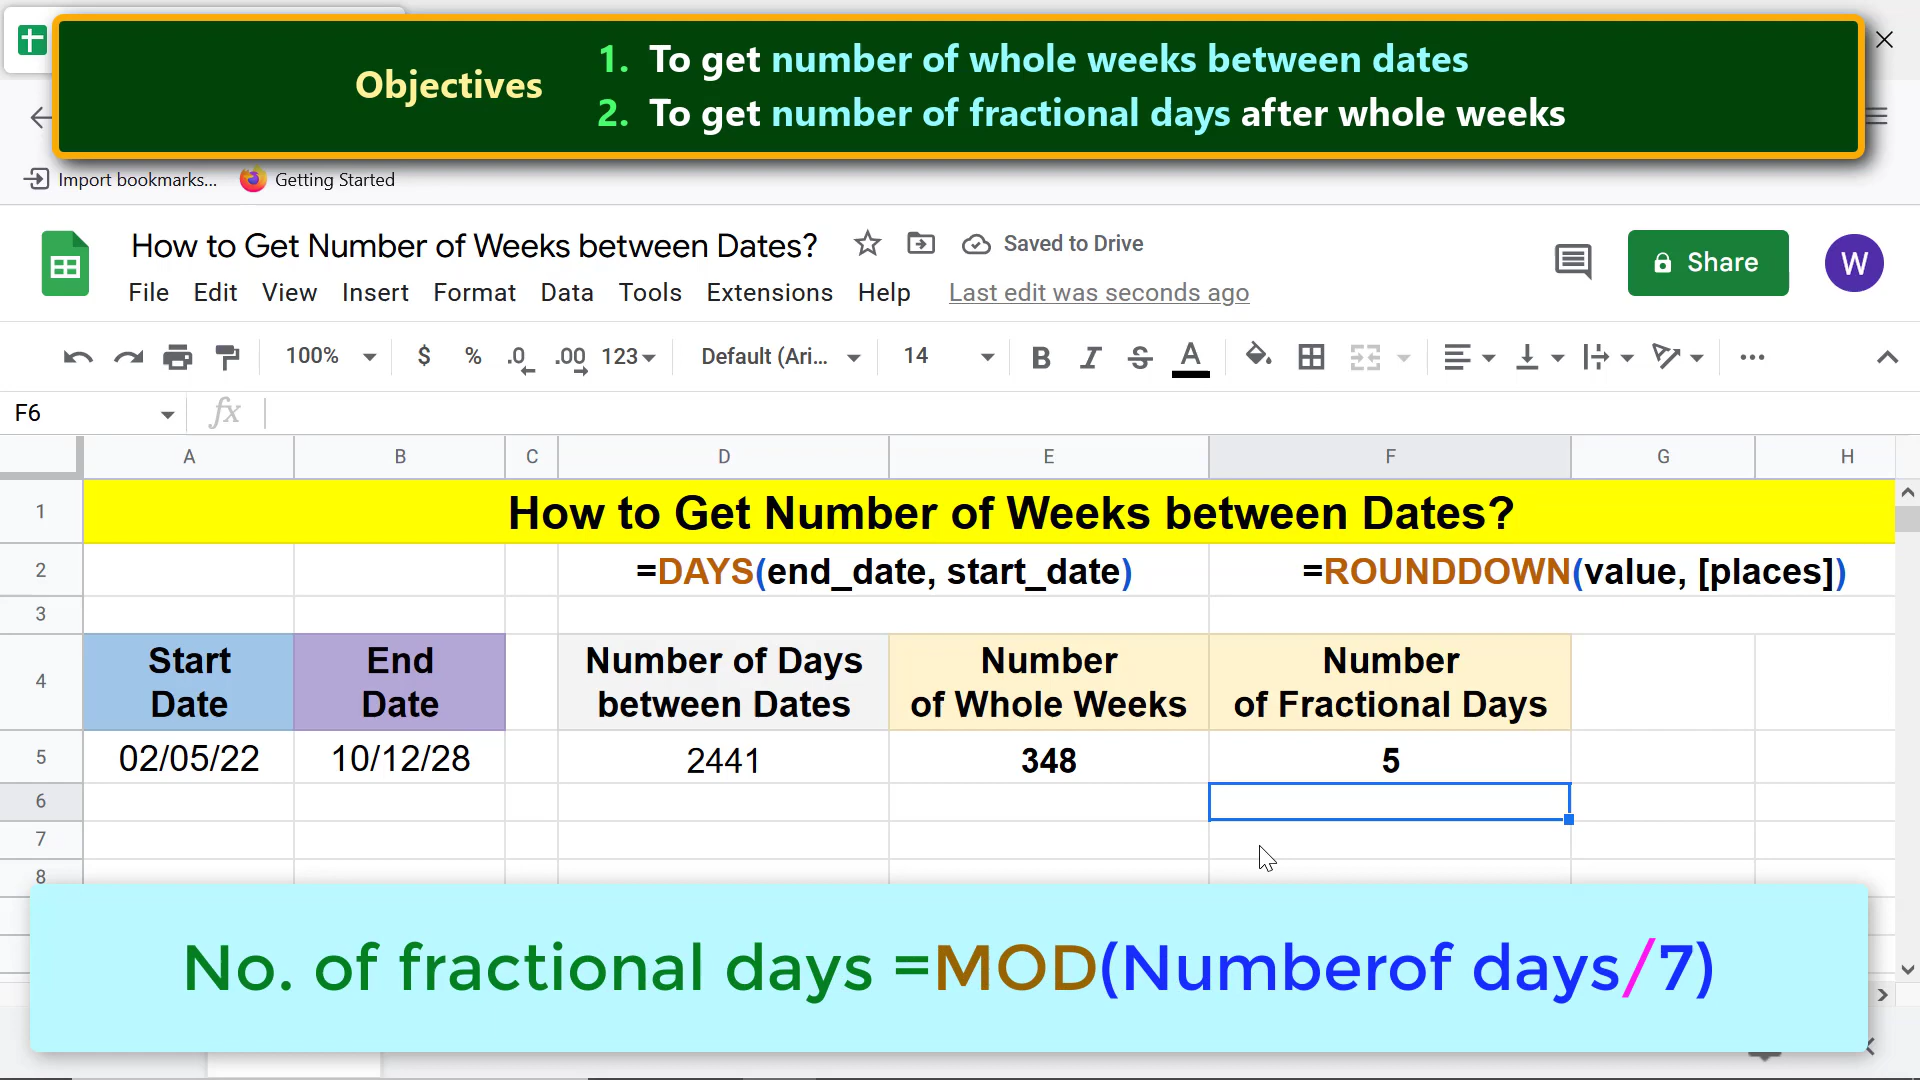 Objectives
1. To get number of whole weeks between dates
2. To get number of fractional days after whole weeks
Import bookmarks... Getting Started
How to Get Number of Weeks between Dates? Saved to Drive
Share W
File Edit View Insert Format Data Tools Extensions Help Last edit was seconds ago
100% $ % .0 .00 123 Default (Ari... 14 B I S A
F6 fx
A B C D E F G H
1 How to Get Number of Weeks between Dates?
2 =DAYS(end_date, start_date) =ROUNDDOWN(value, [places])
3
Start End Number of Days Number Number
4
Date Date between Dates of Whole Weeks of Fractional Days
5 02/05/22 10/12/28 2441 348 5
6
7
8
No. of fractional days =MOD(Numberof days/7)